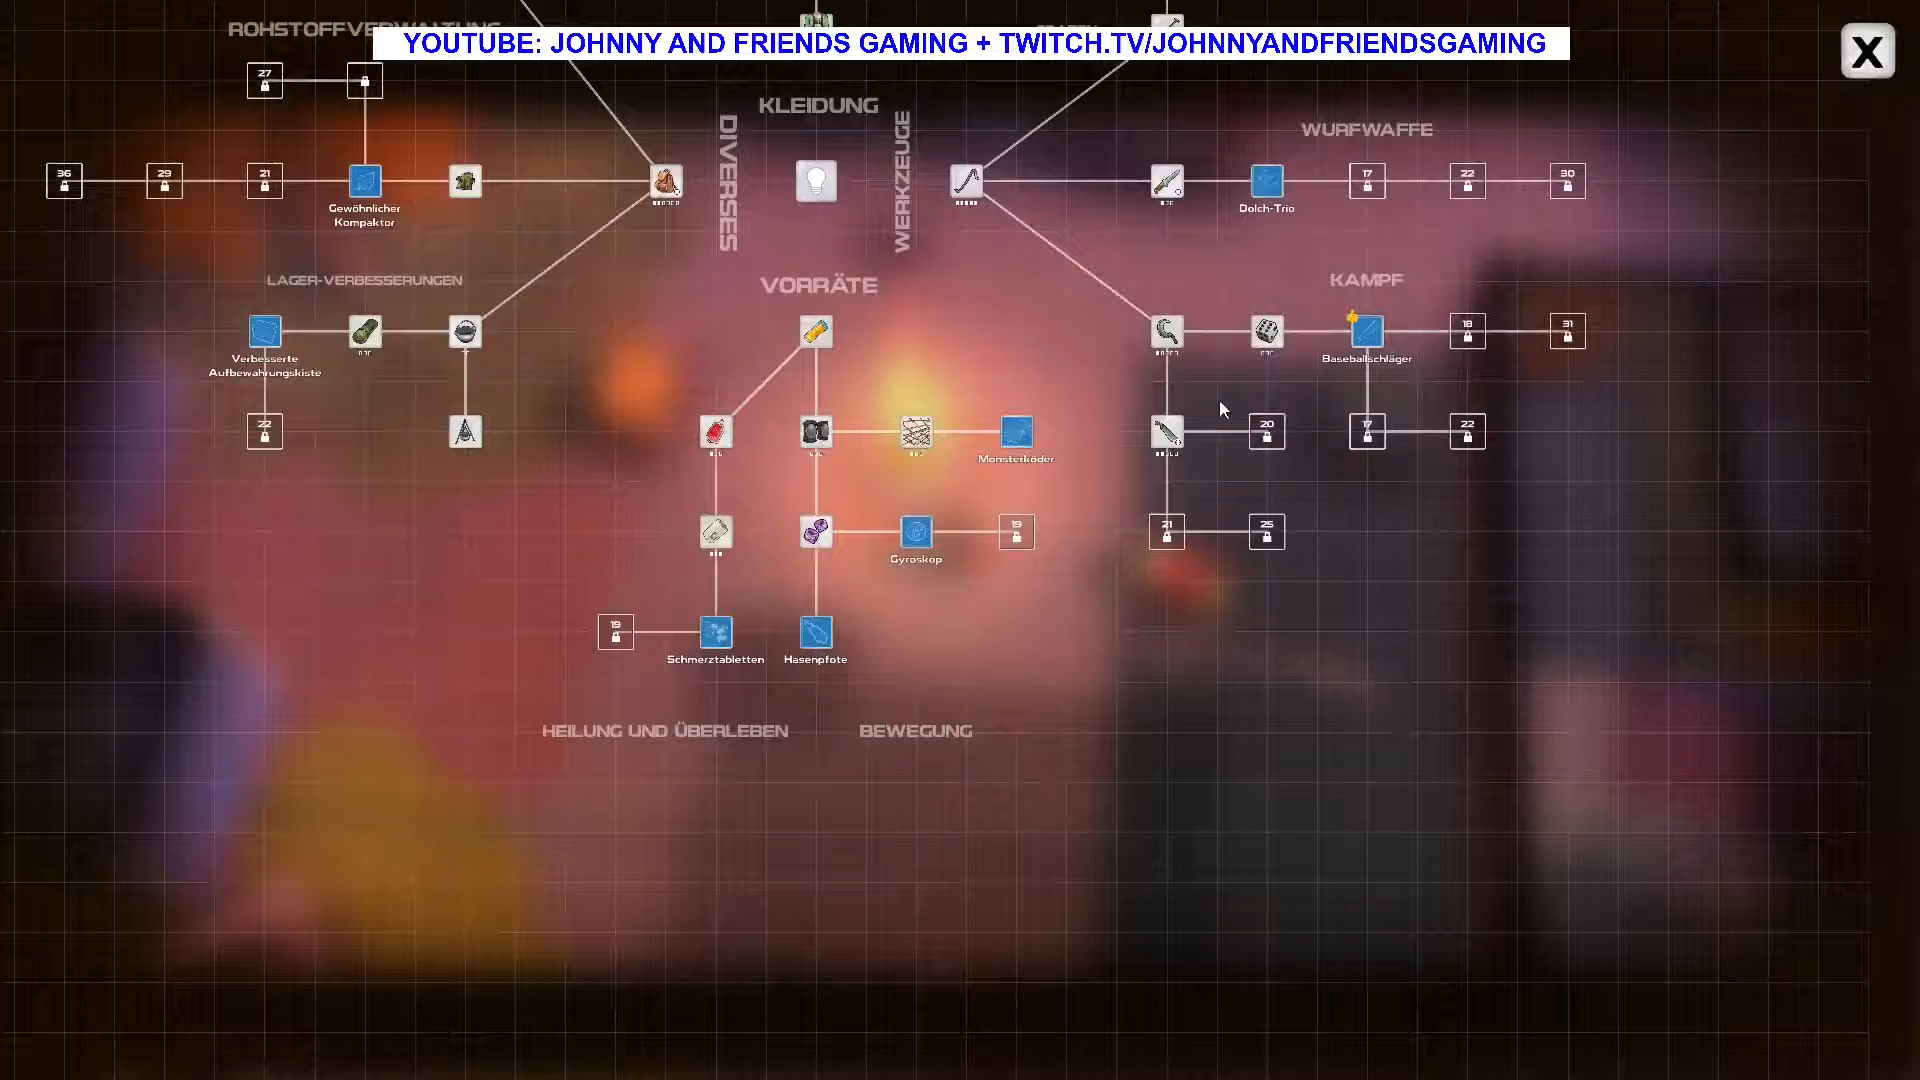 ROHSTOFFVERWALTUNG
YOUTUBE: JOHNNY AND FRIENDS GAMING + TWITCH.TV/JOHNNYANDFRIENDSGAMING
X
27
KLEIDUNG
DIVERSES
WERKZEUGE
WURFWAFFE
36
29
21
17
22
30
Gewöhnlicher
Kompaktor
Dolch-Trio
LAGER-VERBESSERUNGEN
VORRÄTE
KAMPF
18
31
Verbesserte
Aufbewahrungskiste
Baseballschläger
22
20
17
22
Monsterköder
19
21
25
Gyroskop
19
Schmerztabletten
Hasenpfote
HEILUNG UND ÜBERLEBEN
BEWEGUNG